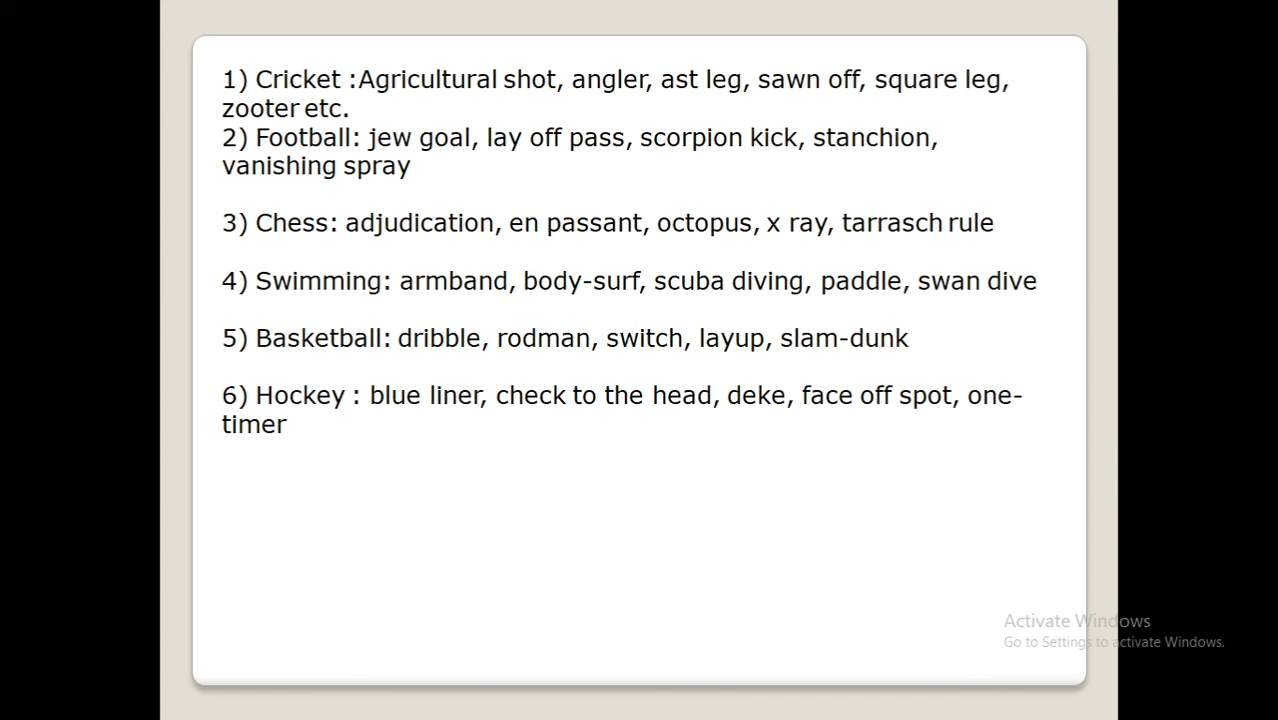 1) Cricket :Agricultural shot, angler, ast leg, sawn off, square leg,
zooter etc.
2) Football: jew goal, lay off pass, scorpion kick, stanchion,
vanishing spray
3) Chess: adjudication, en passant, octopus, x ray, tarrasch rule
4) Swimming: armband, body-surf, scuba diving, paddle, swan dive
5) Basketball: dribble, rodman, switch, layup, slam-dunk
6) Hockey : blue liner, check to the head, deke, face off spot, one-
timer
Activate Windows
Go to Settings to activate Windows.